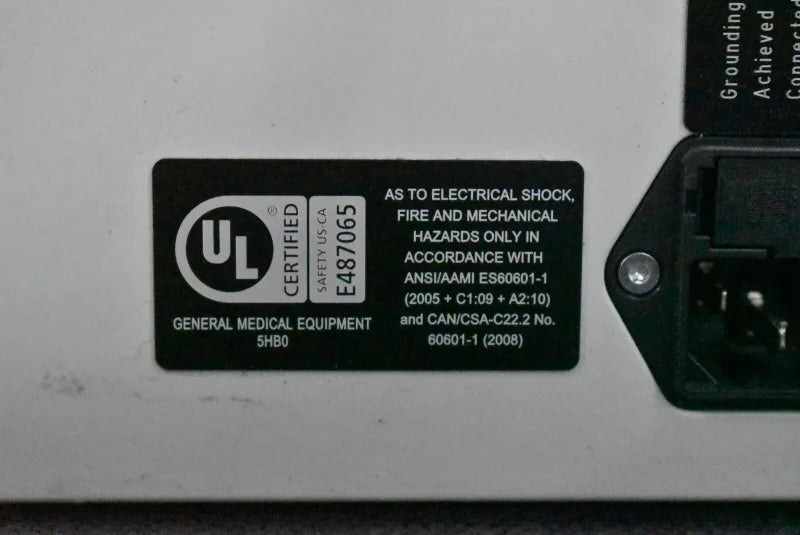 UL
®
CERTIFIED
SAFETY US-CA
E487065
GENERAL MEDICAL EQUIPMENT
5HB0
AS TO ELECTRICAL SHOCK,
FIRE AND MECHANICAL
HAZARDS ONLY IN
ACCORDANCE WITH
ANSI/AAMI ES60601-1
(2005 + C1:09 + A2:10)
and CAN/CSA-C22.2 No.
60601-1 (2008)
Grounding
Achieved
Connected